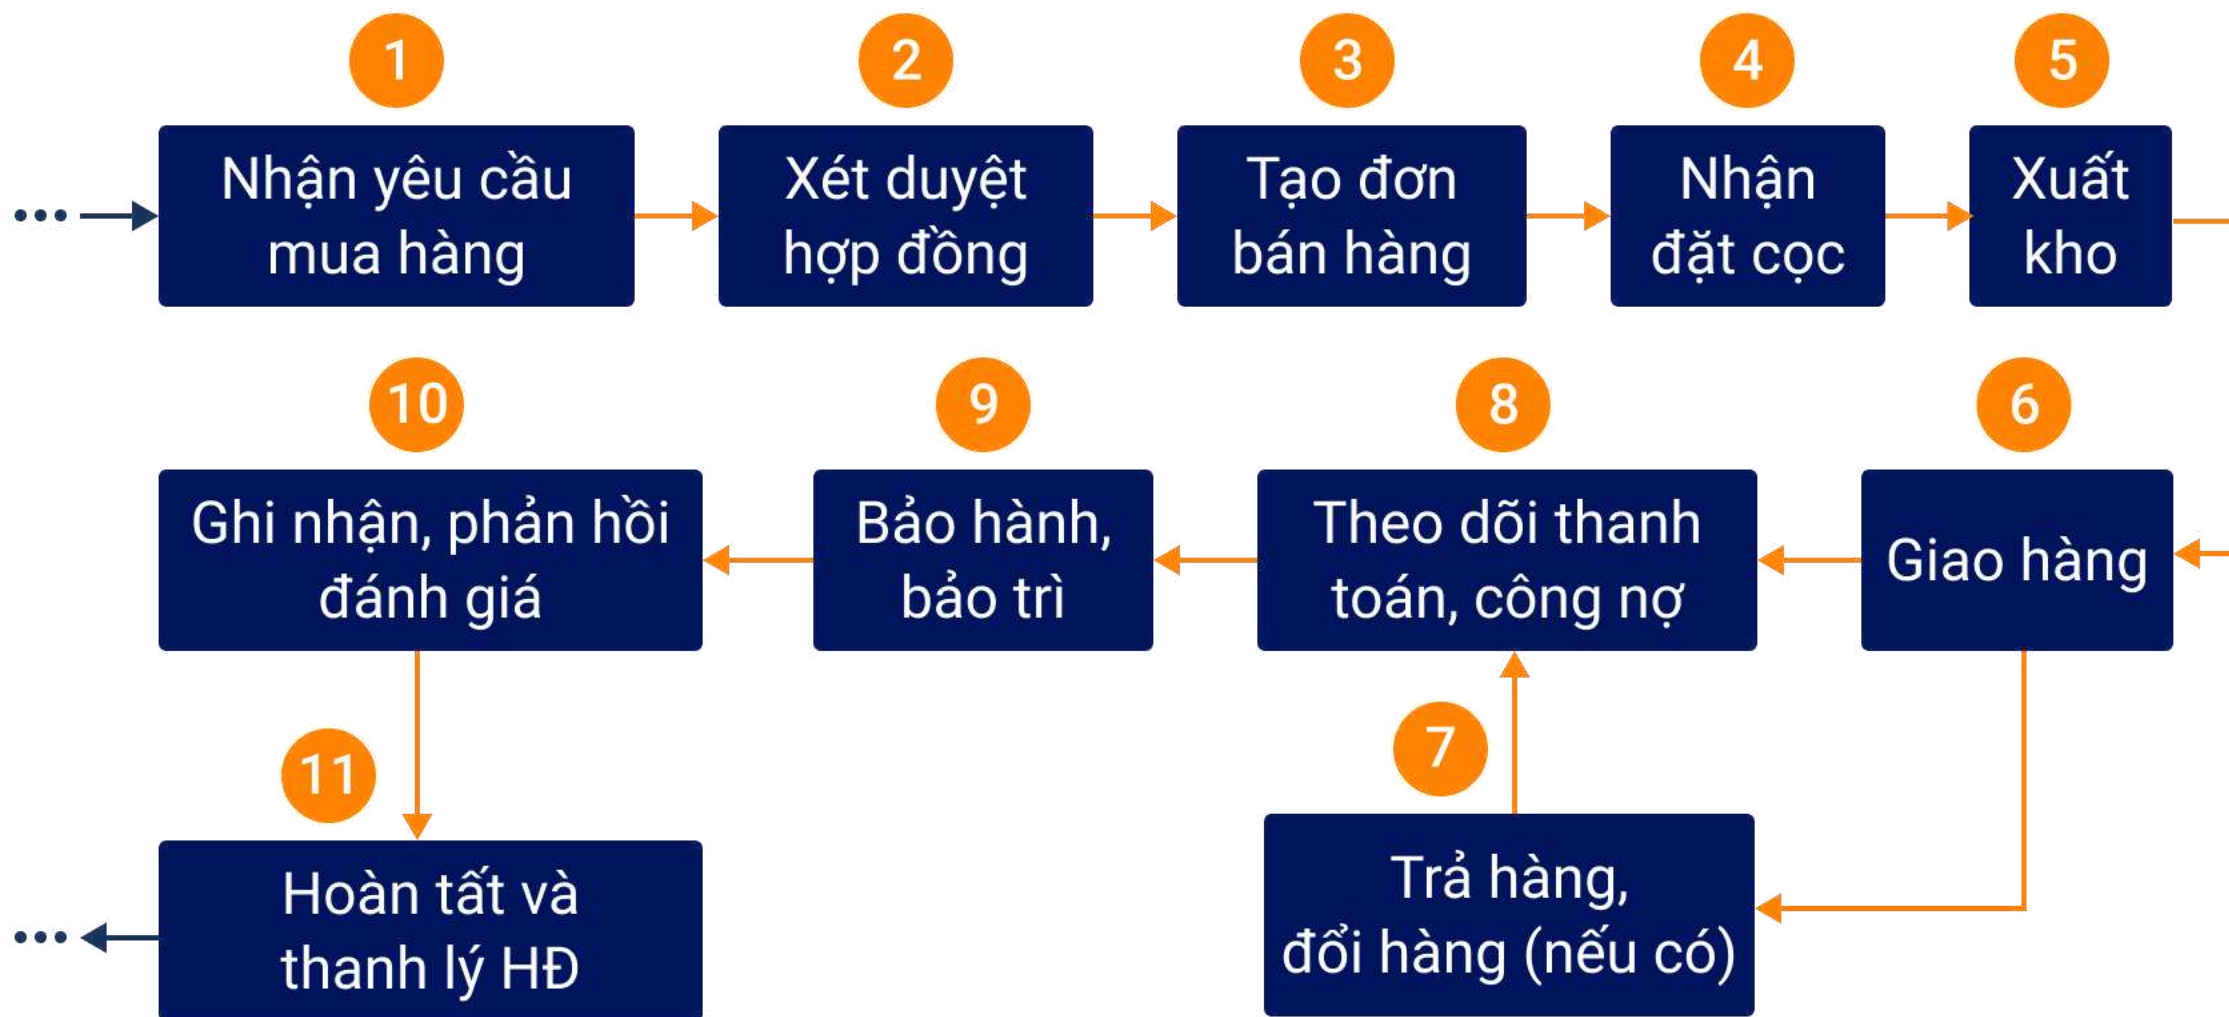 1
Nhận yêu cầu
mua hàng
2
Xét duyệt
hợp đồng
3
Tạo đơn
bán hàng
4
Nhận
đặt cọc
5
Xuất
kho
6
Giao hàng
7
Trả hàng,
đổi hàng (nếu có)
8
Theo dõi thanh
toán, công nợ
9
Bảo hành,
bảo trì
10
Ghi nhận, phản hồi
đánh giá
11
Hoàn tất và
thanh lý HĐ